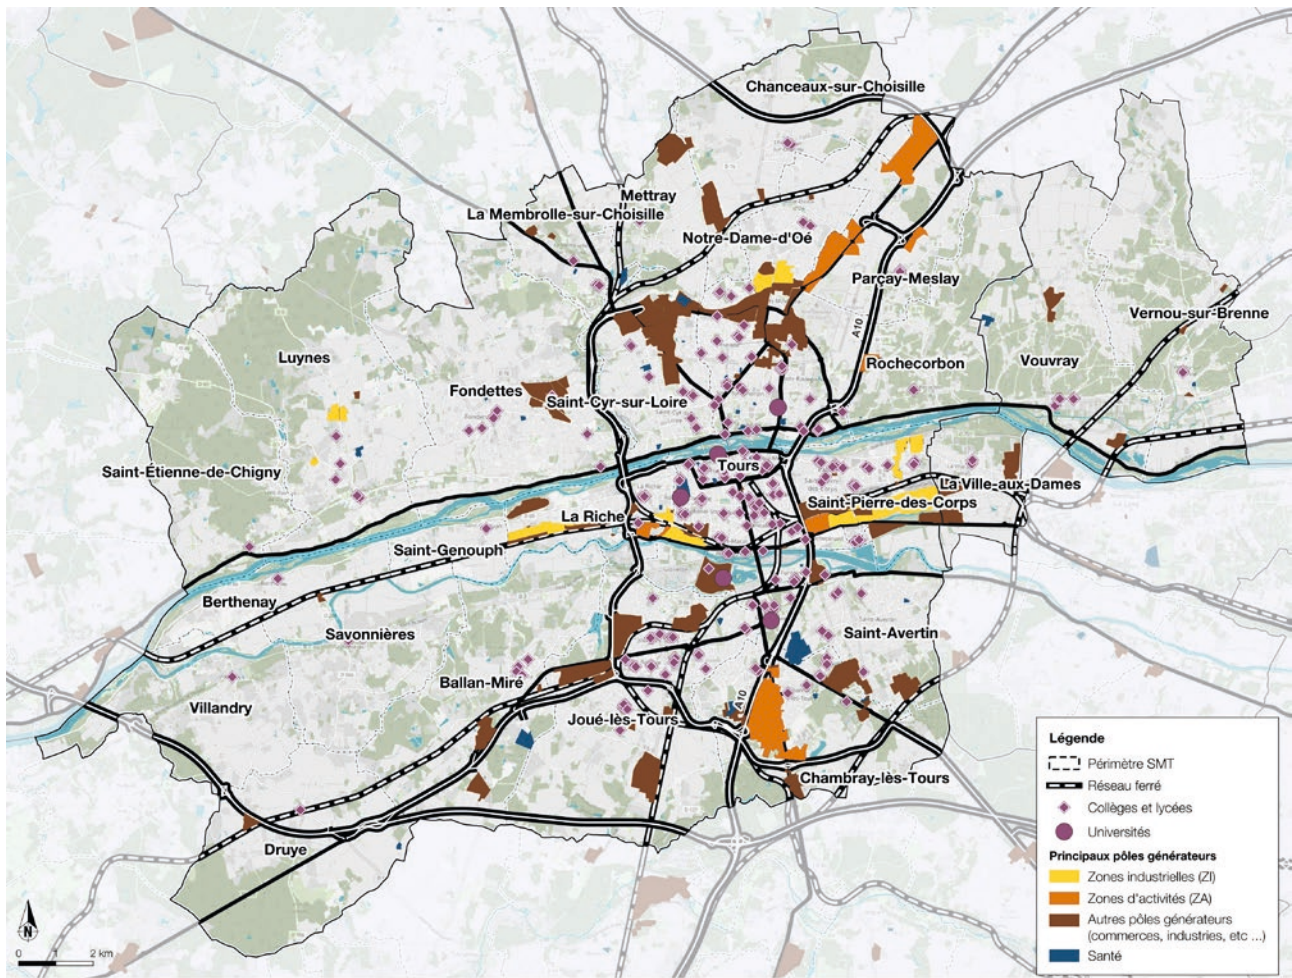 Chanceaux-sur-Choisille
Mettray
La Membrolle-sur-Choisille
Notre-Dame-d'Oé
Parçay-Meslay
A10
Vernou-sur-Brenne
Luynes
Rochecorbon
Vouvray
Fondettes
Saint-Cyr-sur-Loire
Saint-Étienne-de-Chigny
Tours
La Ville-aux-Dames
Saint-Pierre-des-Corps
La Riche
Saint-Genouph
Berthenay
Savonnières
Saint-Avertin
Ballan-Miré
Villandry
A10
Joué-lès-Tours
Chambray-lès-Tours
Druye
Légende
Périmètre SMT
Réseau ferré
Collèges et lycées
Universités
Principaux pôles générateurs
Zones industrielles (ZI)
Zones d'activités (ZA)
Autres pôles générateurs
(commerces, industries, etc ...)
Santé
N
0 1 2 km